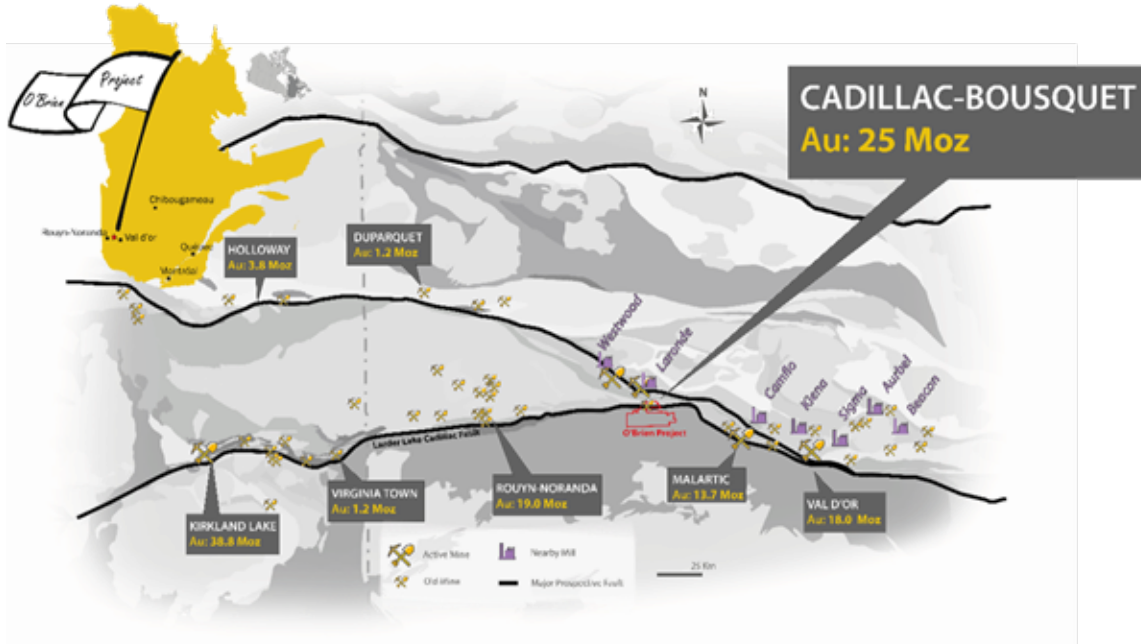 O'Brien
Project
N
CADILLAC-BOUSQUET
Au: 25 Moz
Chibougameau
Rouyn-Noranda
Val d'or
Québec
Montréal
HOLLOWAY
Au: 3.8 Moz
DUPARQUET
Au: 1.2 Moz
Westwood
Laronde
Camflo
Kiena
Sigma
Aurbel
Beacon
O'Brien Project
Larder Lake Cadillac Fault
KIRKLAND LAKE
Au: 38.8 Moz
VIRGINIA TOWN
Au: 1.2 Moz
ROUYN-NORANDA
Au: 19.0 Moz
MALARTIC
Au: 13.7 Moz
VAL D'OR
Au: 18.0 Moz
Active Mine
Nearby Mill
Old Mine
Major Prospective Fault
25 Km